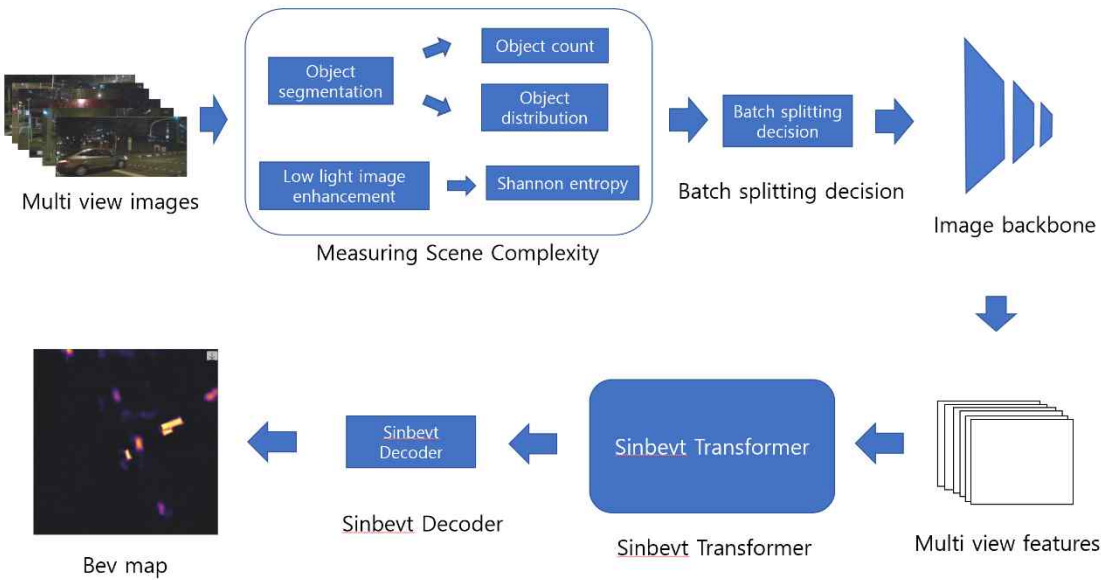 Object
segmentation
Object count
Object
distribution
Low light image
enhancement
Shannon entropy
Multi view images
Measuring Scene Complexity
Batch splitting
decision
Batch splitting decision
Image backbone
Sinbevt
Decoder
Sinbevt Transformer
Bev map
Sinbevt Decoder
Sinbevt Transformer
Multi view features